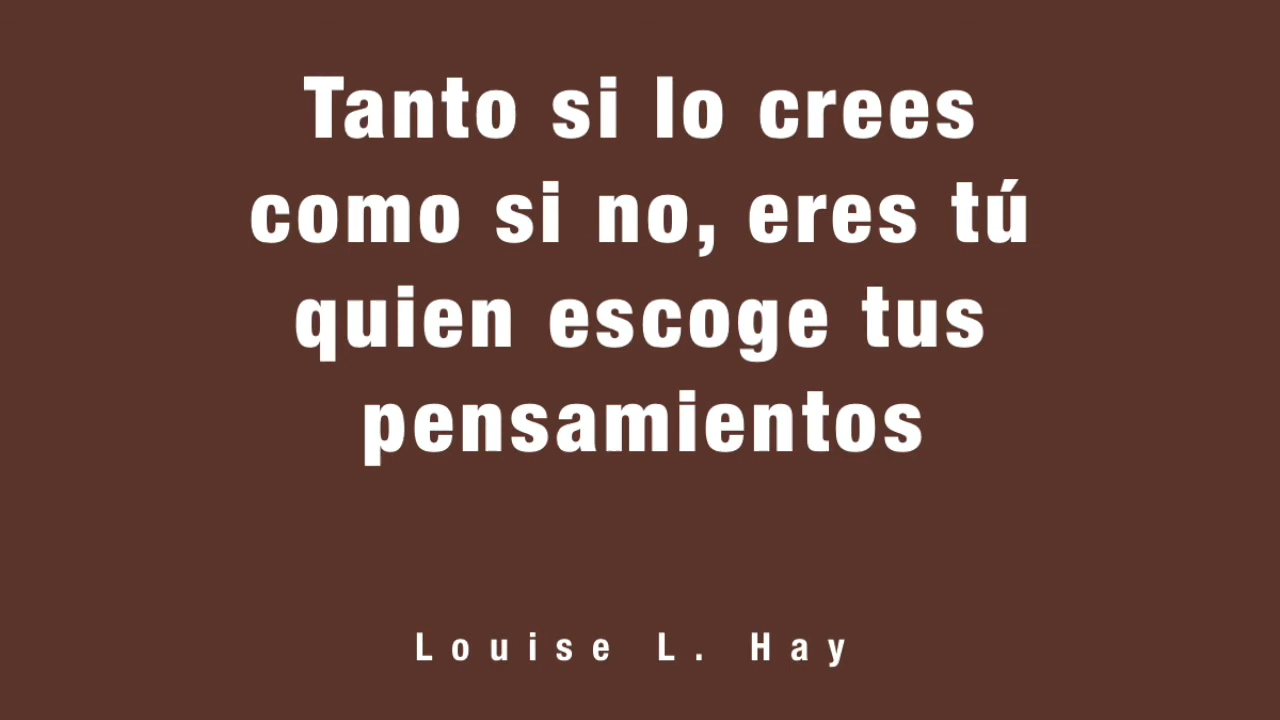 Tanto si lo crees
como si no, eres tú
quien escoge tus
pensamientos
Louise L. Hay